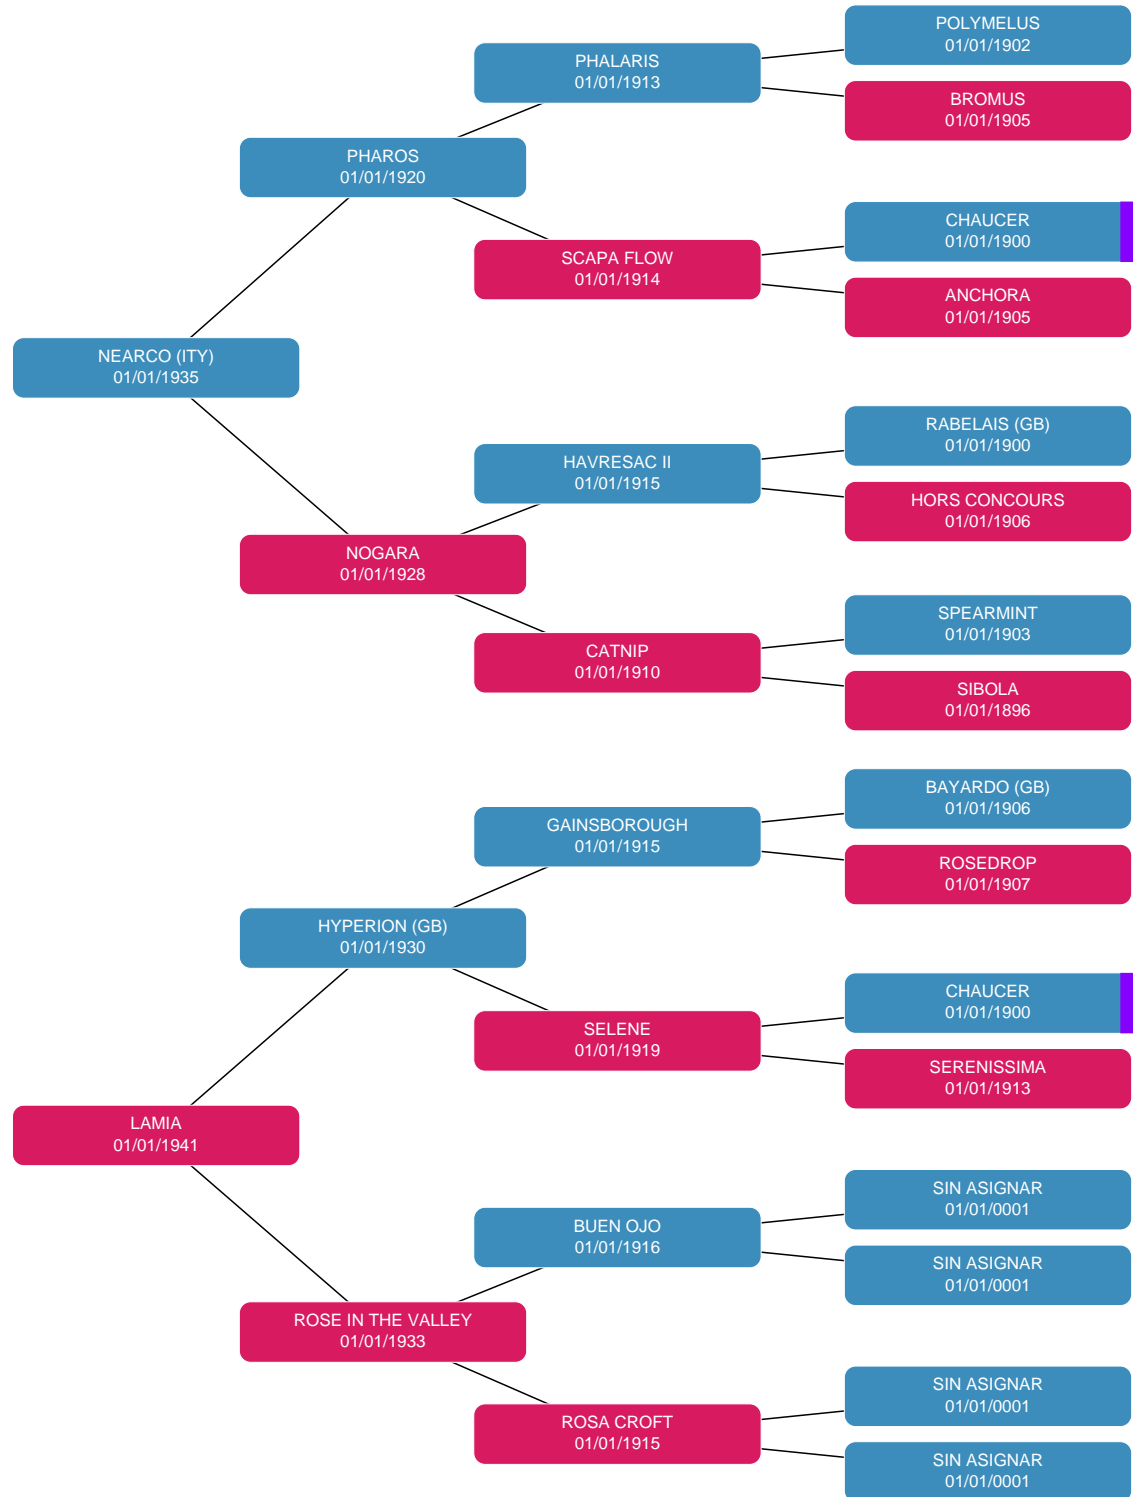 POLYMELUS
01/01/1902
PHALARIS
01/01/1913
BROMUS
01/01/1905
PHAROS
01/01/1920
CHAUCER
01/01/1900
SCAPA FLOW
01/01/1914
ANCHORA
01/01/1905
NEARCO (ITY)
01/01/1935
RABELAIS (GB)
01/01/1900
HAVRESAC II
01/01/1915
HORS CONCOURS
01/01/1906
NOGARA
01/01/1928
SPEARMINT
01/01/1903
CATNIP
01/01/1910
SIBOLA
01/01/1896
BAYARDO (GB)
01/01/1906
GAINSBOROUGH
01/01/1915
ROSEDROP
01/01/1907
HYPERION (GB)
01/01/1930
CHAUCER
01/01/1900
SELENE
01/01/1919
SERENISSIMA
01/01/1913
LAMIA
01/01/1941
SIN ASIGNAR
01/01/0001
BUEN OJO
01/01/1916
SIN ASIGNAR
01/01/0001
ROSE IN THE VALLEY
01/01/1933
SIN ASIGNAR
01/01/0001
ROSA CROFT
01/01/1915
SIN ASIGNAR
01/01/0001